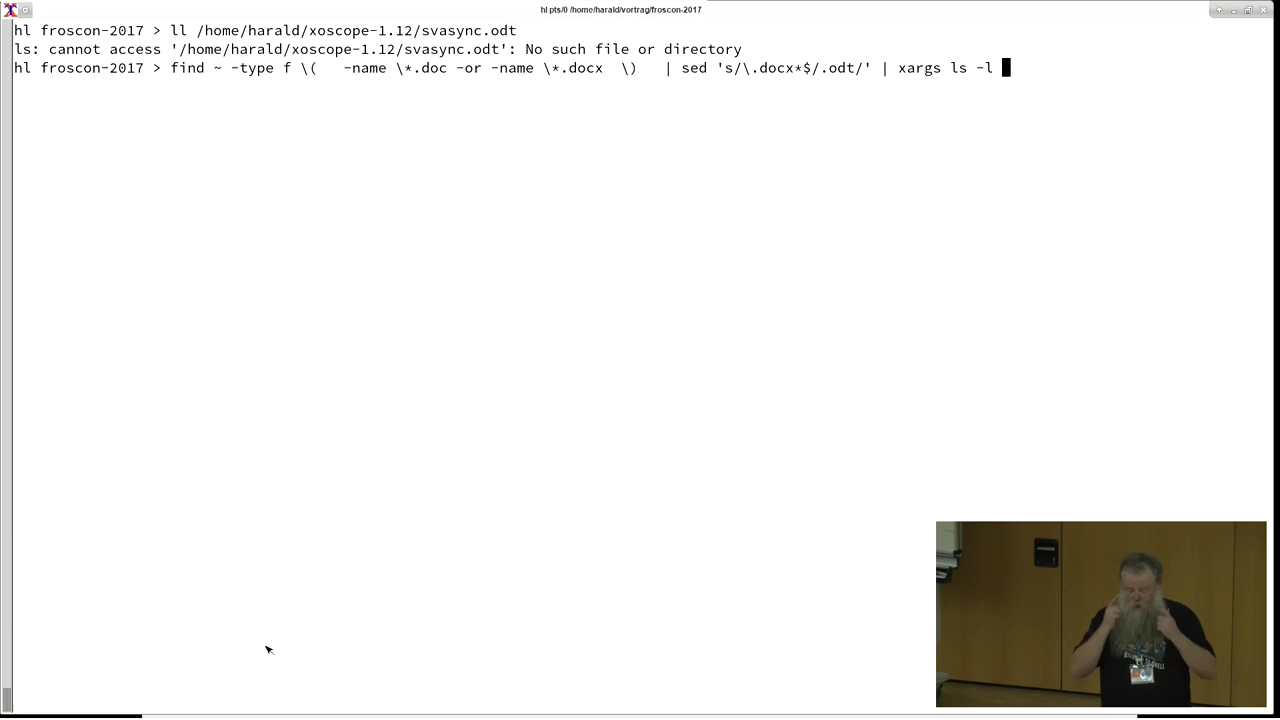 hl pts/0 /home/harald/vortrag/froscon-2017
hl froscon-2017 > ll /home/harald/xoscope-1.12/svasync.odt
ls: cannot access '/home/harald/xoscope-1.12/svasync.odt': No such file or directory
hl froscon-2017 > find ~ -type f \(   -name \*.doc -or -name \*.docx  \)   | sed 's/\.docx*$/.odt/' | xargs ls -l